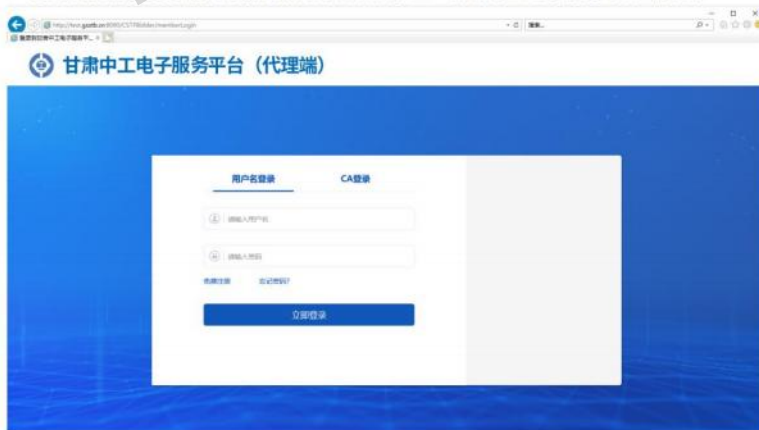 搜索...
甘肃中工电子服务平台（代理端）
用户名登录 CA登录
请输入用户名
请输入密码
免费注册 忘记密码?
立即登录